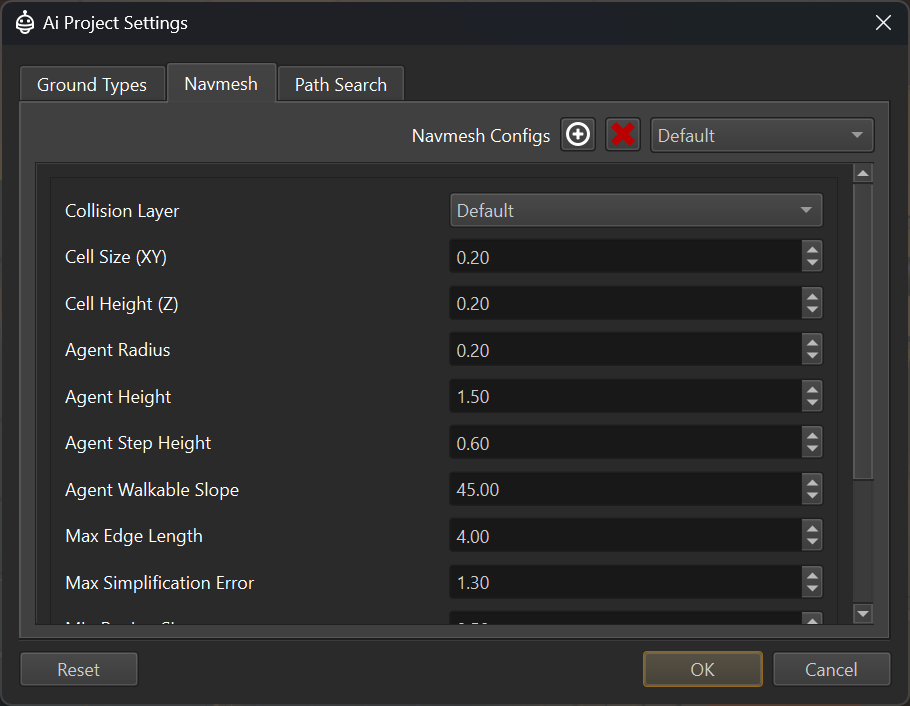 Ai Project Settings
Ground Types Navmesh Path Search
Navmesh Configs Default
Collision Layer Default
Cell Size (XY) 0.20
Cell Height (Z) 0.20
Agent Radius 0.20
Agent Height 1.50
Agent Step Height 0.60
Agent Walkable Slope 45.00
Max Edge Length 4.00
Max Simplification Error 1.30
Reset OK Cancel